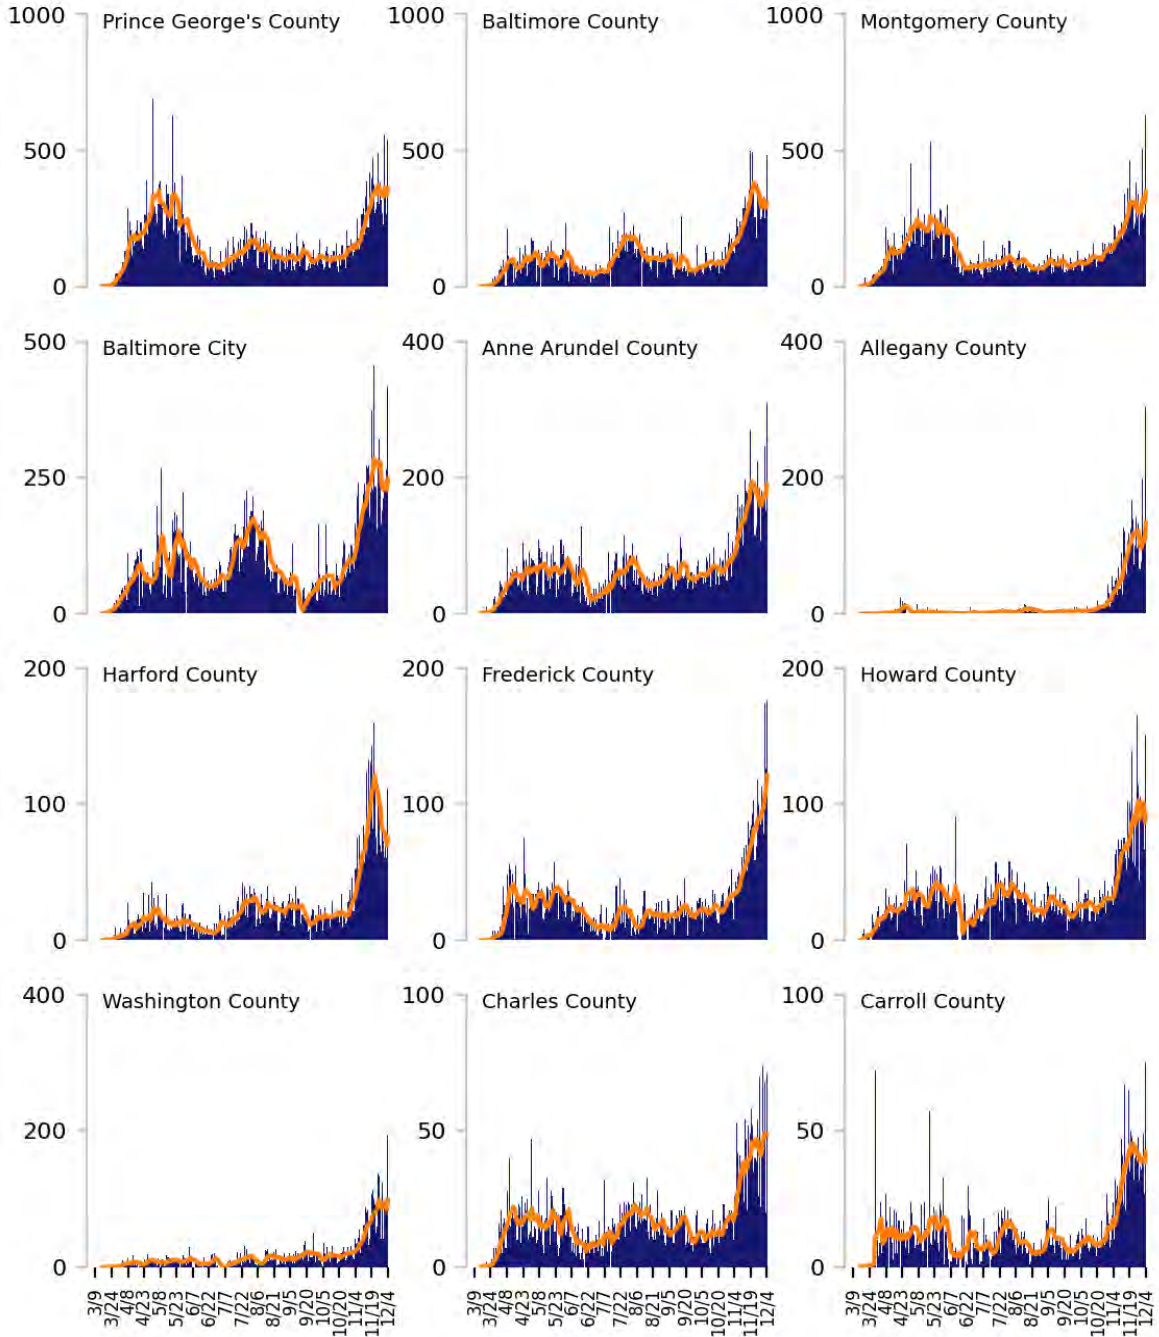 Prince George's County
1000
500
0
Baltimore County
1000
500
0
Montgomery County
1000
500
0
Baltimore City
500
250
0
Anne Arundel County
400
200
0
Allegany County
400
200
0
Harford County
200
100
0
Frederick County
200
100
0
Howard County
200
100
0
Washington County
400
200
0
3/9 3/24 4/8 4/23 5/8 5/23 6/7 6/22 7/7 7/22 8/6 8/21 9/5 9/20 10/5 10/20 11/4 11/19 12/4
Charles County
100
50
0
3/9 3/24 4/8 4/23 5/8 5/23 6/7 6/22 7/7 7/22 8/6 8/21 9/5 9/20 10/5 10/20 11/4 11/19 12/4
Carroll County
100
50
0
3/9 3/24 4/8 4/23 5/8 5/23 6/7 6/22 7/7 7/22 8/6 8/21 9/5 9/20 10/5 10/20 11/4 11/19 12/4